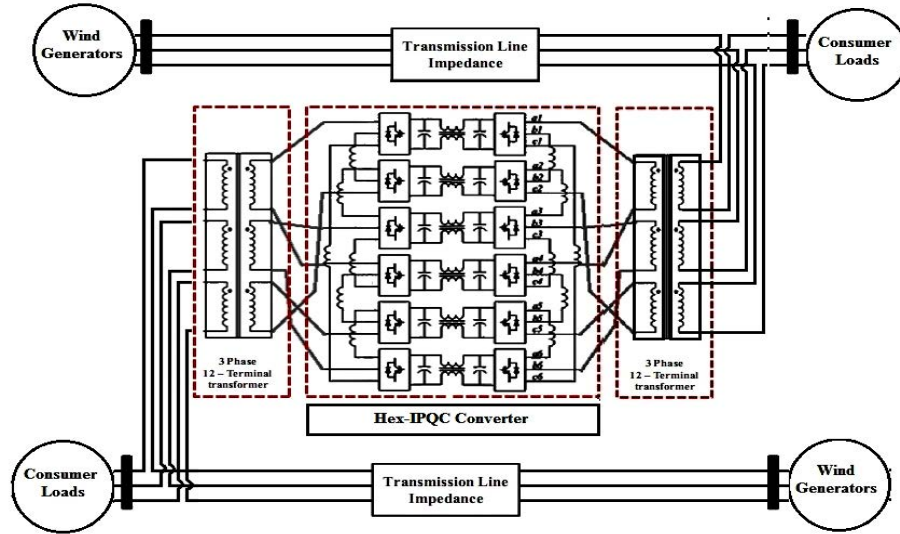 Wind
Generators
Transmission Line
Impedance
Consumer
Loads
a1
b1
c1
a2
b2
c2
a3
b3
c3
a4
b4
c4
a5
b5
c5
a6
b6
c6
3 Phase
12 – Terminal
transformer
3 Phase
12 – Terminal
transformer
Hex-IPQC Converter
Consumer
Loads
Transmission Line
Impedance
Wind
Generators